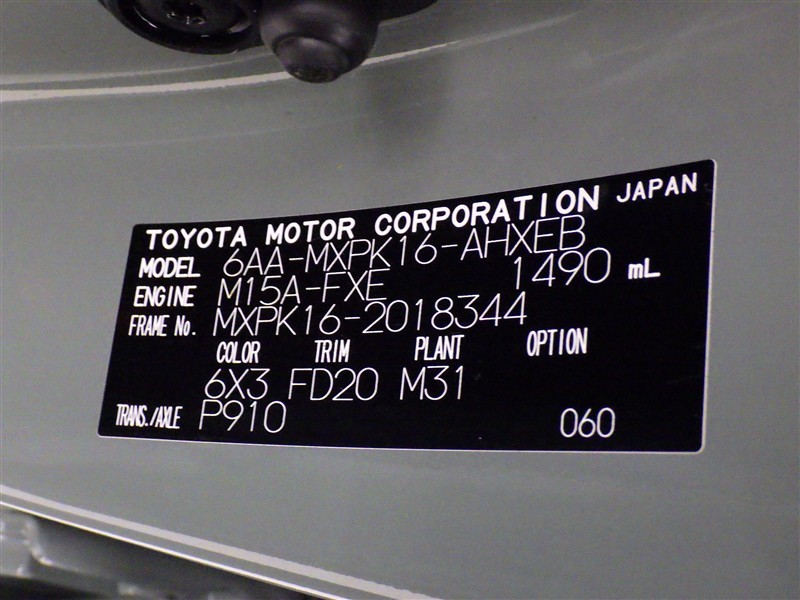 TOYOTA MOTOR CORPORATION JAPAN
MODEL 6AA-MXPK16-AHXEB
ENGINE M15A-FXE 1490 mL
FRAME No. MXPK16-2018344
COLOR TRIM PLANT OPTION
6X3 FD20 M31
TRANS./AXLE P910 060